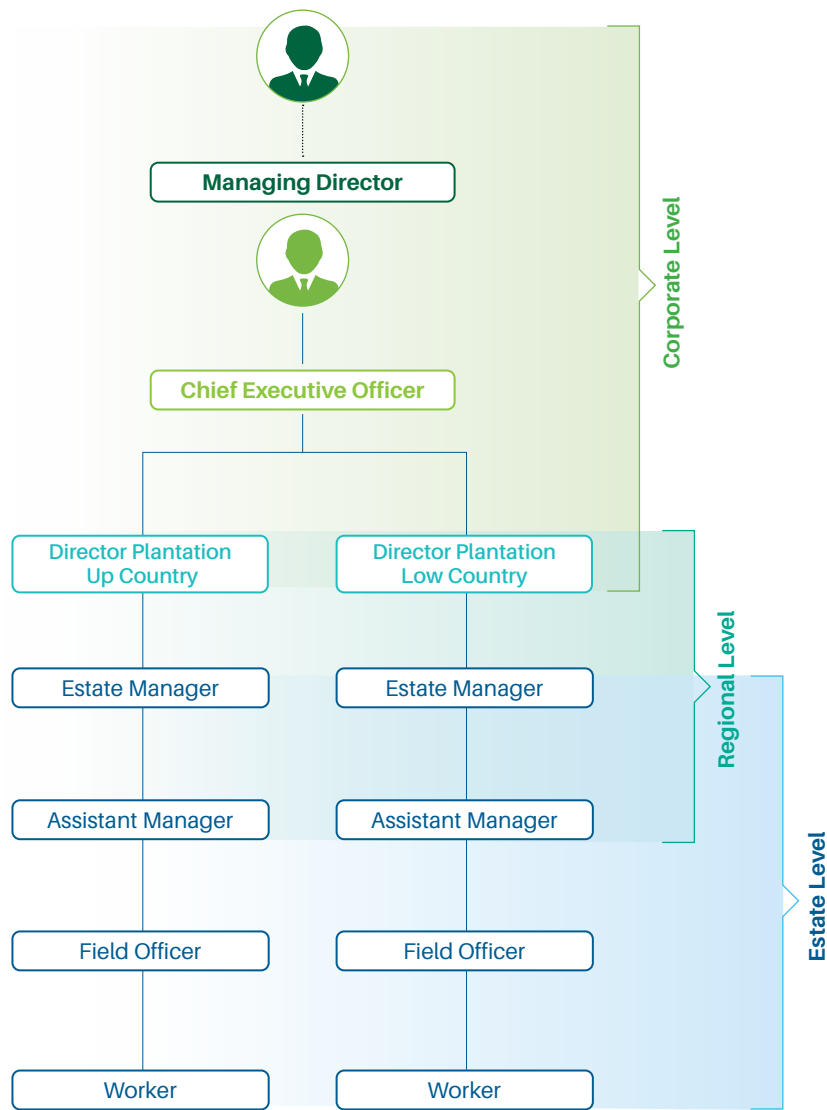 Managing Director
Chief Executive Officer
Corporate Level
Director Plantation
Up Country
Director Plantation
Low Country
Regional Level
Estate Manager
Estate Manager
Assistant Manager
Assistant Manager
Estate Level
Field Officer
Field Officer
Worker
Worker